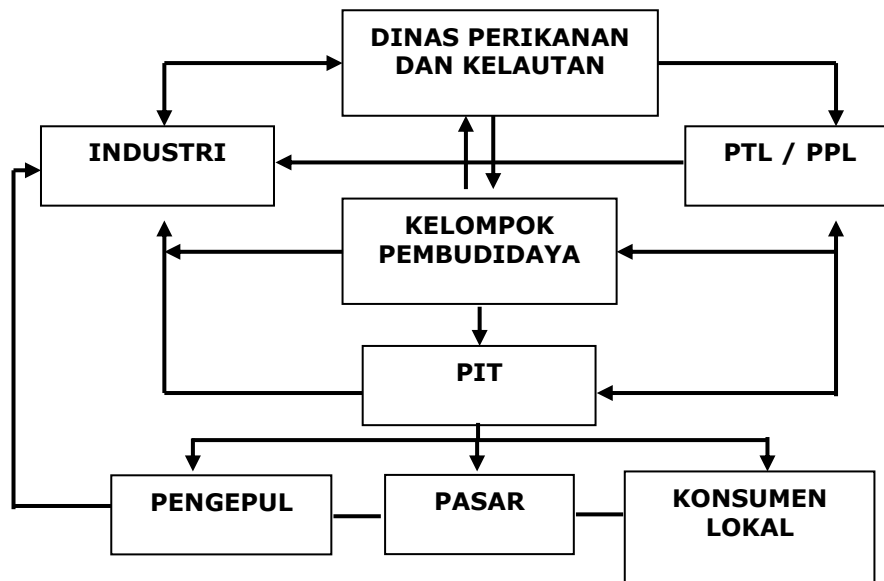 DINAS PERIKANAN
DAN KELAUTAN
INDUSTRI
PTL / PPL
KELOMPOK
PEMBUDIDAYA
PIT
PENGEPUL
PASAR
KONSUMEN
LOKAL